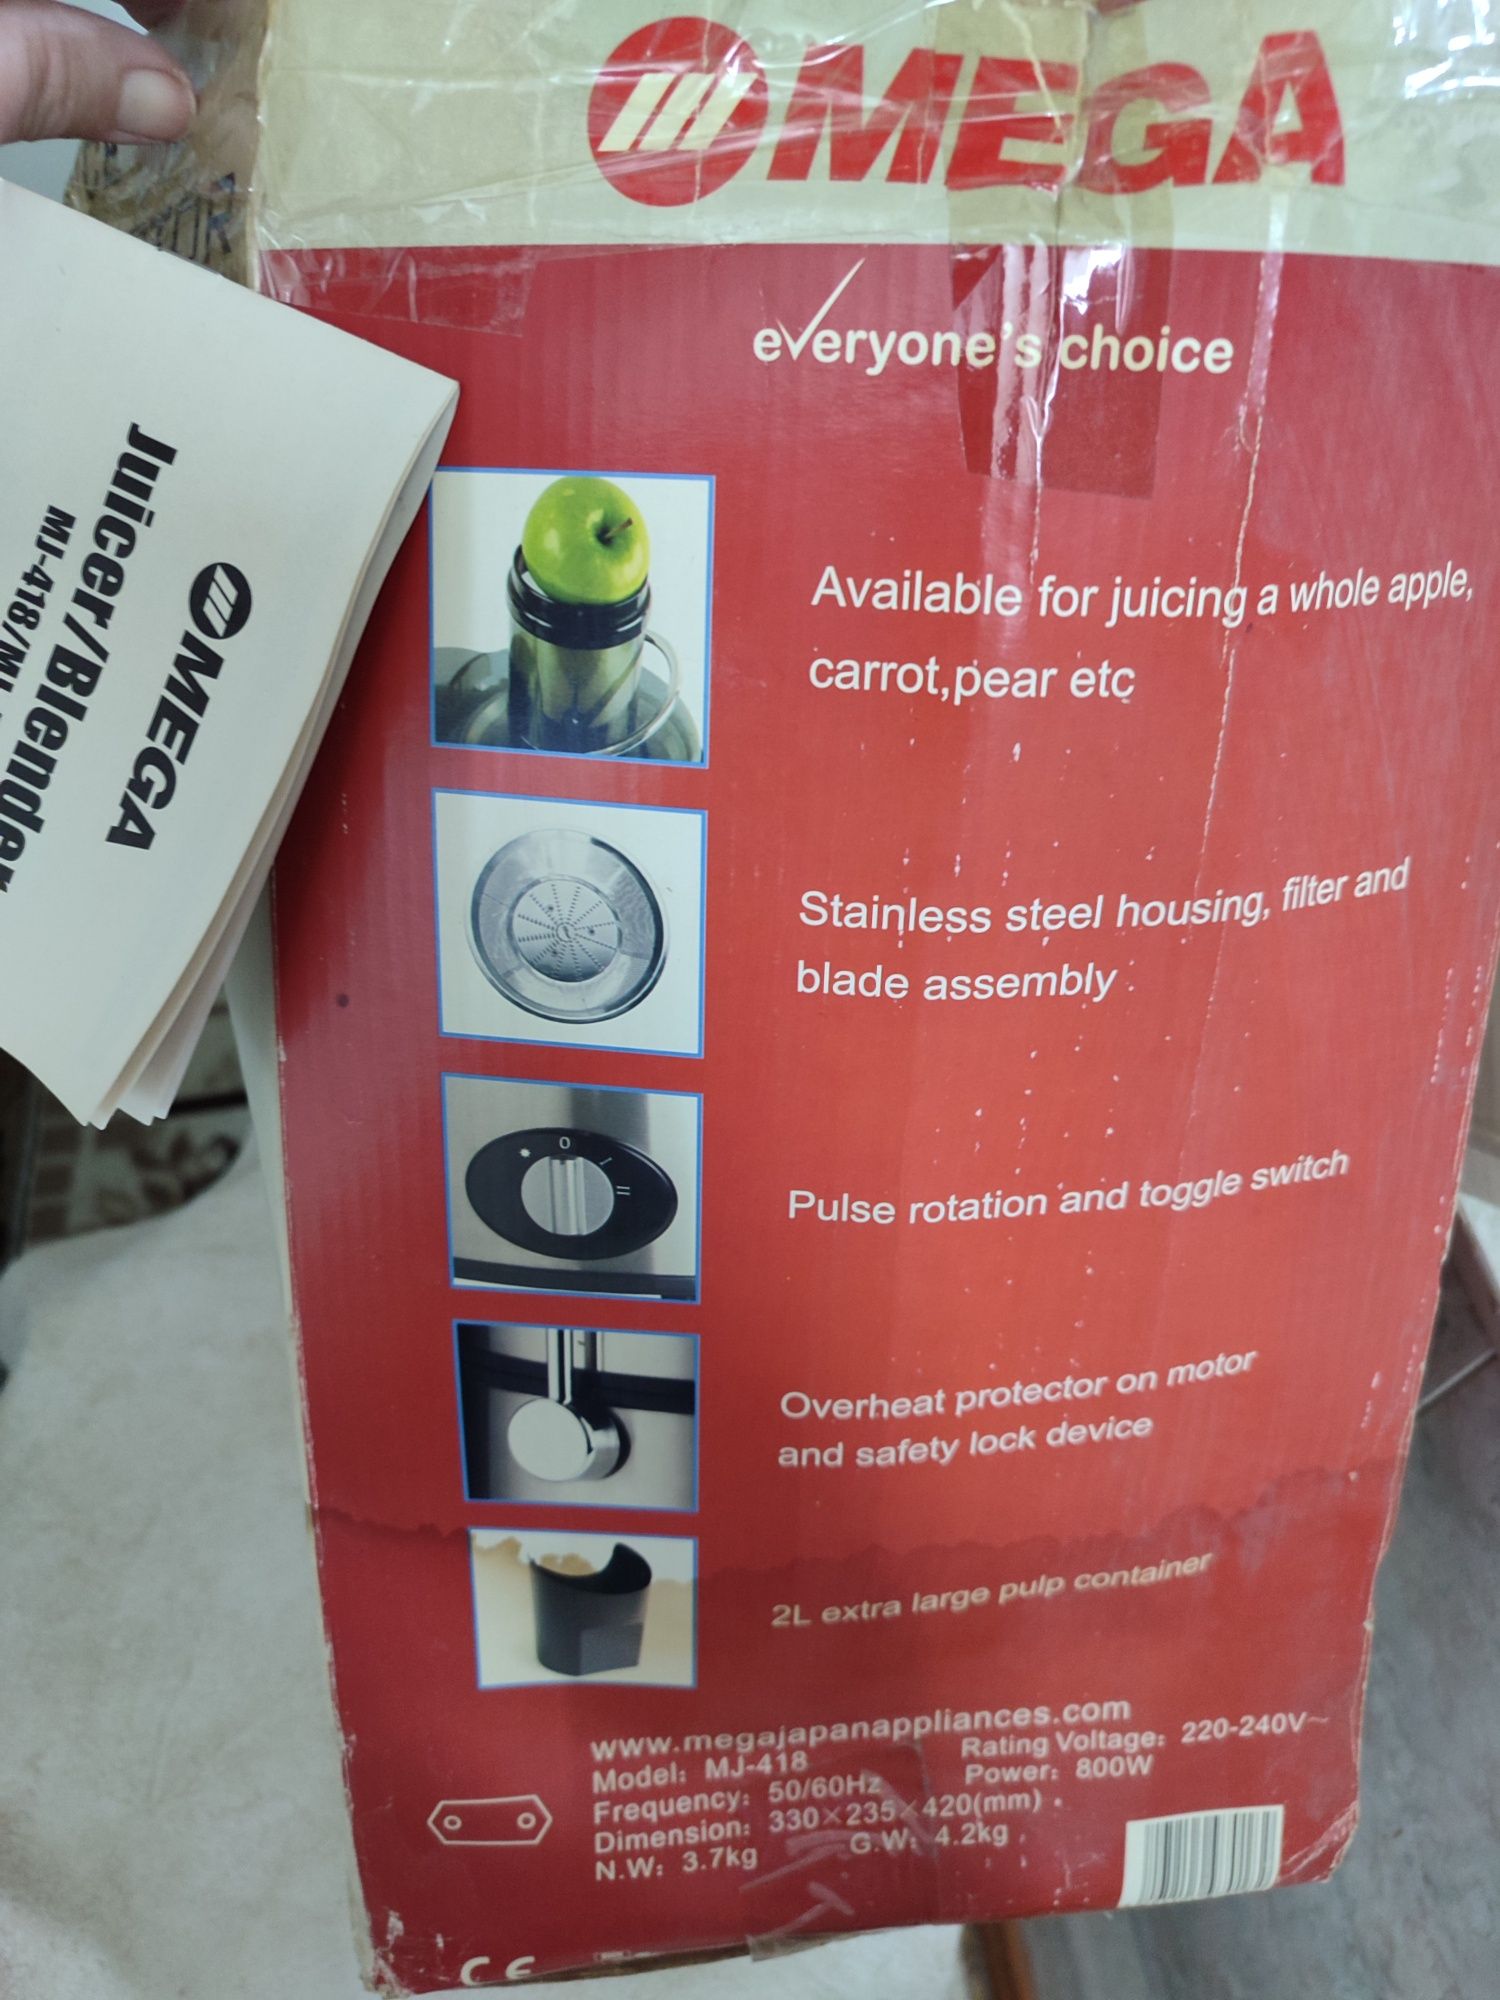 OMEGA
everyone's choice
Available for juicing a whole apple,
carrot,pear etc
Stainless steel housing, filter and
blade assembly
0
Pulse rotation and toggle switch
Overheat protector on motor
and safety lock device
2L extra large pulp container
www.megajapanappliances.com
Model: MJ-418
Rating Voltage: 220-240V~
Frequency: 50/60Hz
Power: 800W
Dimension: 330×235×420(mm)
N.W: 3.7kg
G.W: 4.2kg
CE
OMEGA
Juicer/Blender
MJ-418/